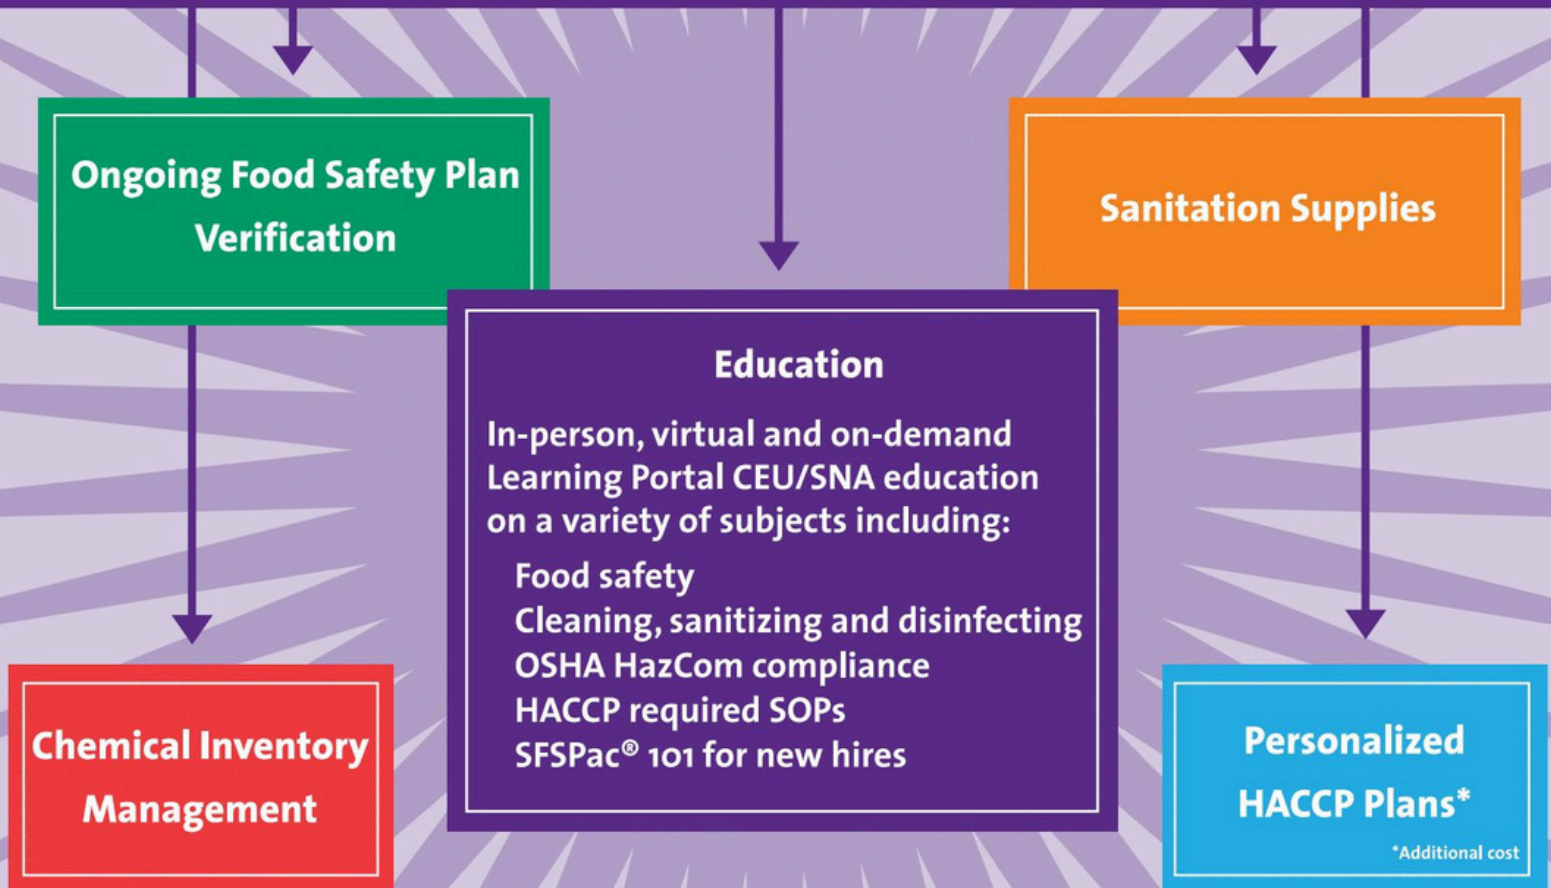 Ongoing Food Safety Plan
Verification
Sanitation Supplies
Education
In-person, virtual and on-demand
Learning Portal CEU/SNA education
on a variety of subjects including:
Food safety
Cleaning, sanitizing and disinfecting
OSHA HazCom compliance
HACCP required SOPs
SFSPac® 101 for new hires
Chemical Inventory
Management
Personalized
HACCP Plans*
*Additional cost